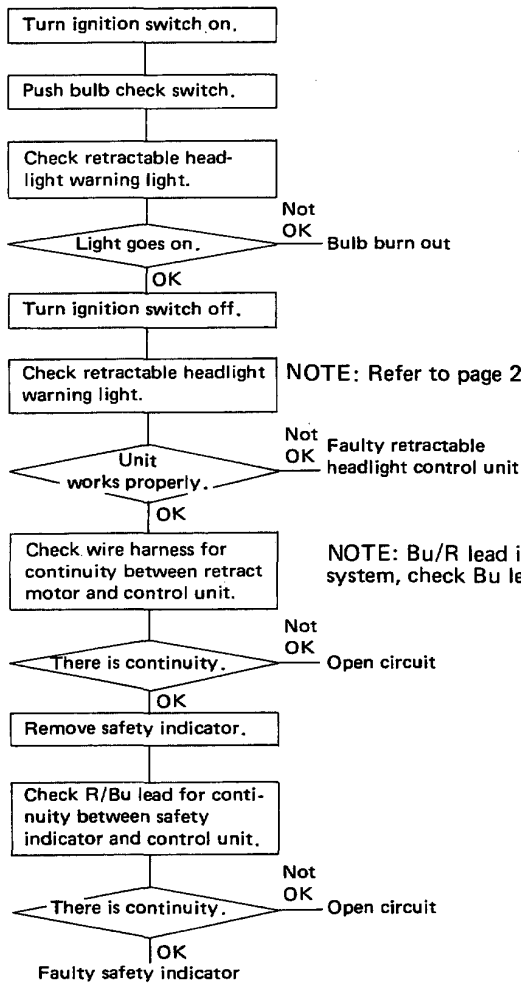 Turn ignition switch on.
Push bulb check switch.
Check retractable head-
light warning light.
Light goes on.
Not
OK
Bulb burn out
OK
Turn ignition switch off.
Check retractable headlight
warning light.
NOTE: Refer to page 2
Unit
works properly.
Not
OK
Faulty retractable
headlight control unit
OK
Check wire harness for
continuity between retract
motor and control unit.
NOTE: Bu/R lead i
system, check Bu le
There is continuity.
Not
OK
Open circuit
OK
Remove safety indicator.
Check R/Bu lead for conti-
nuity between safety
indicator and control unit.
There is continuity.
Not
OK
Open circuit
OK
Faulty safety indicator